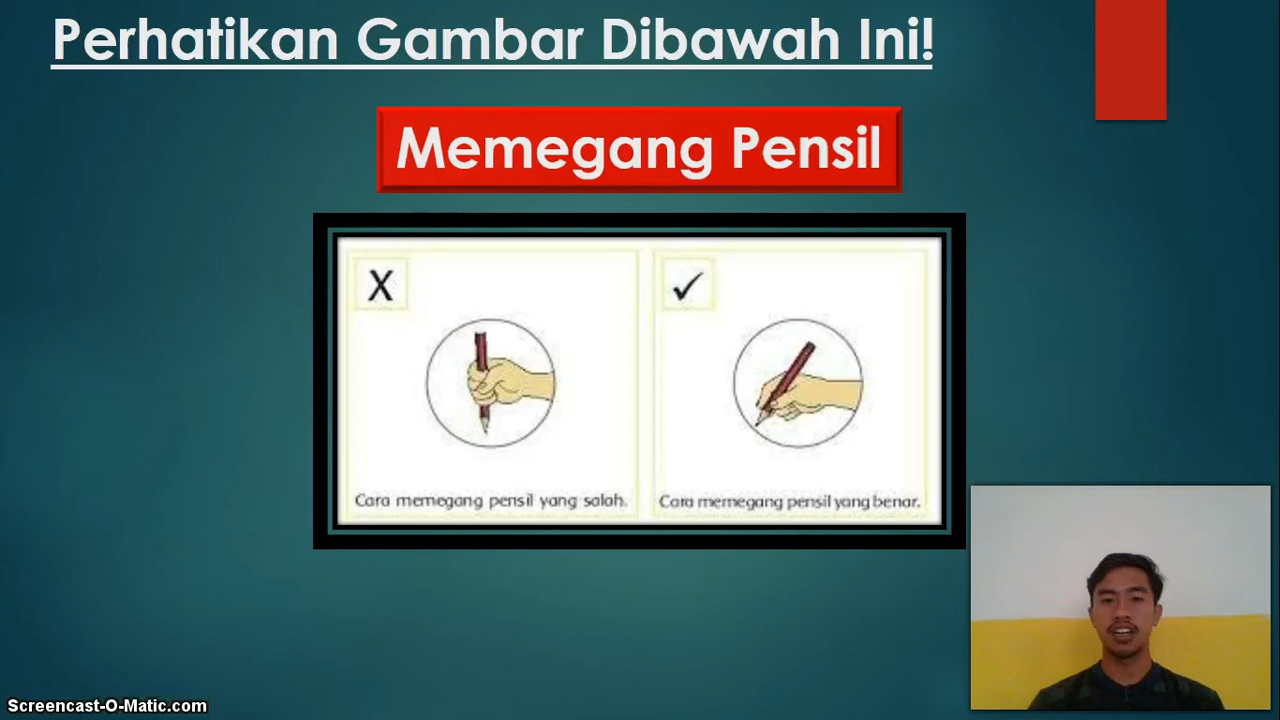 Perhatikan Gambar Dibawah Ini!
Memegang Pensil
X
✓
Cara memegang pensil yang salah.
Cara memegang pensil yang benar.
Screencast-O-Matic.com